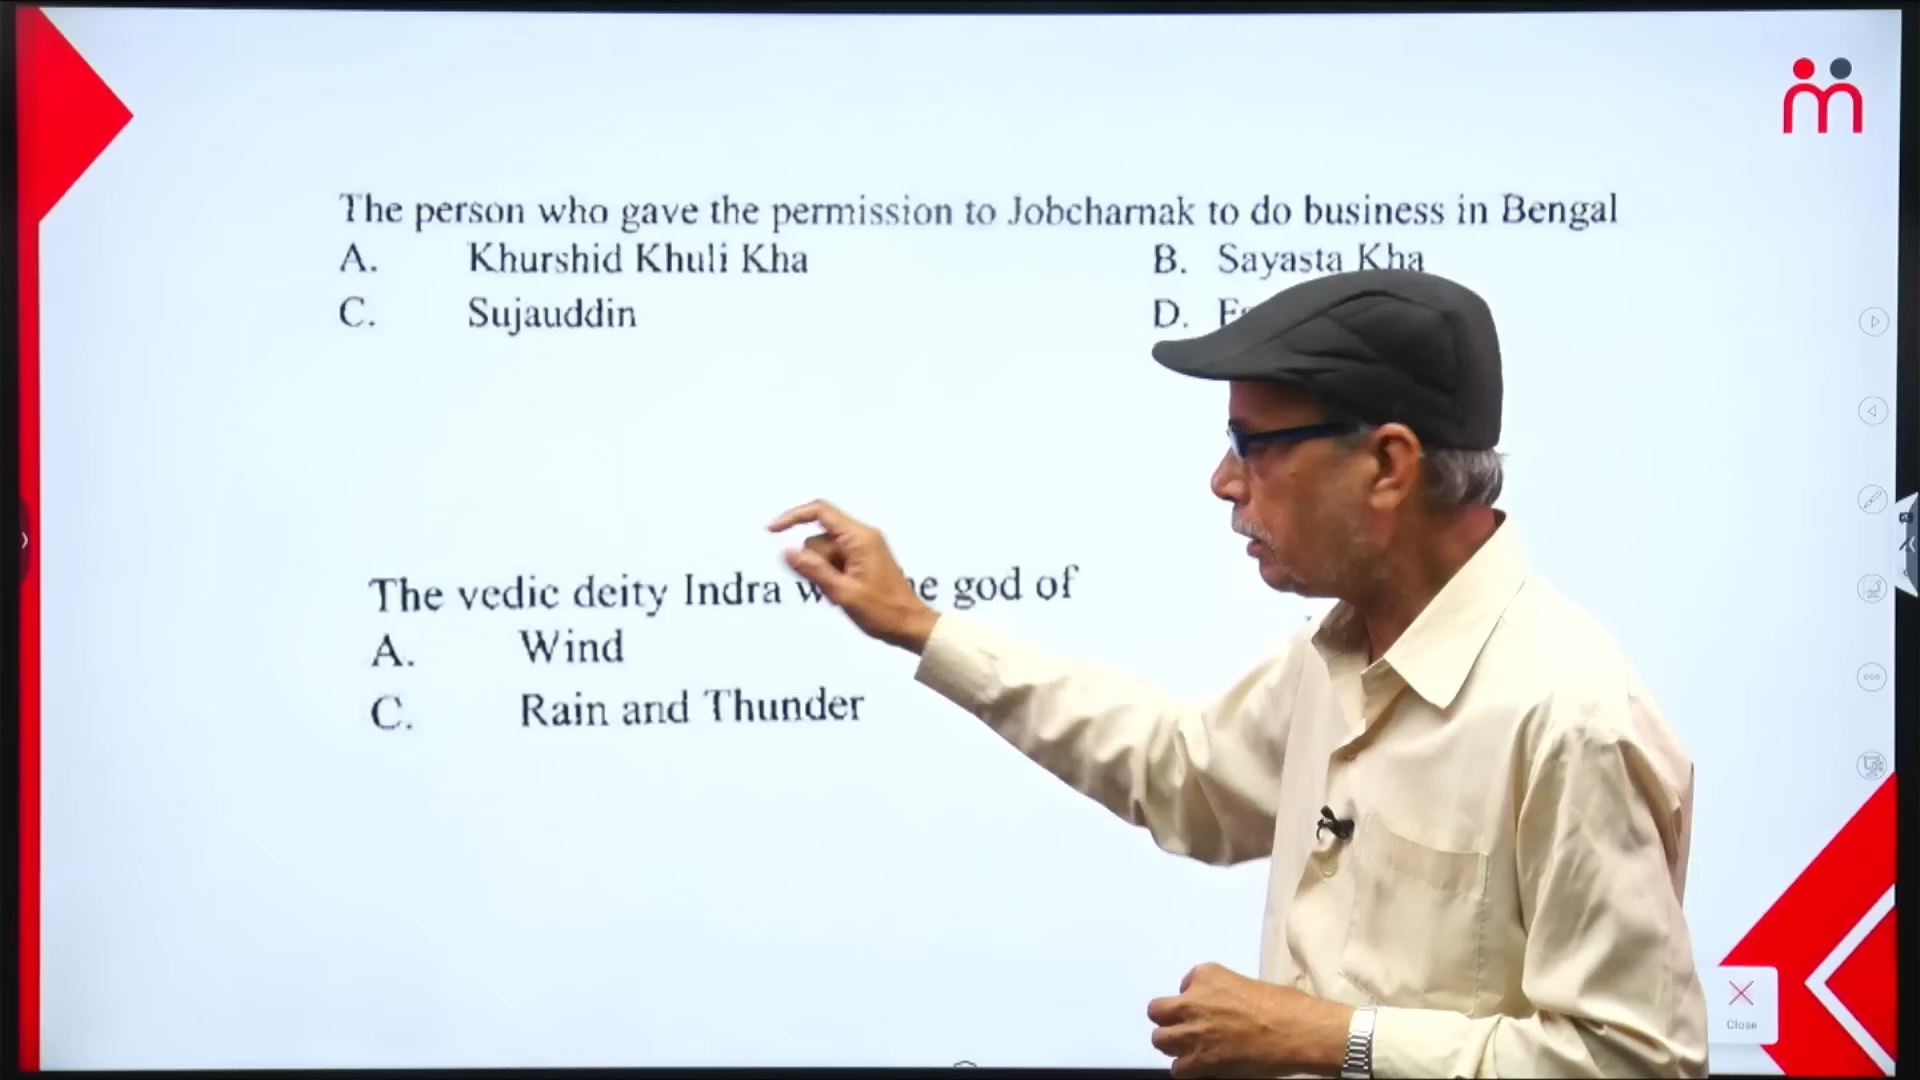 The person who gave the permission to Jobcharnak to do business in Bengal
A. Khurshid Khuli Kha B. Sayasta Kha
C. Sujauddin D.
The vedic deity Indra god of
A. Wind
C. Rain and Thunder
Close